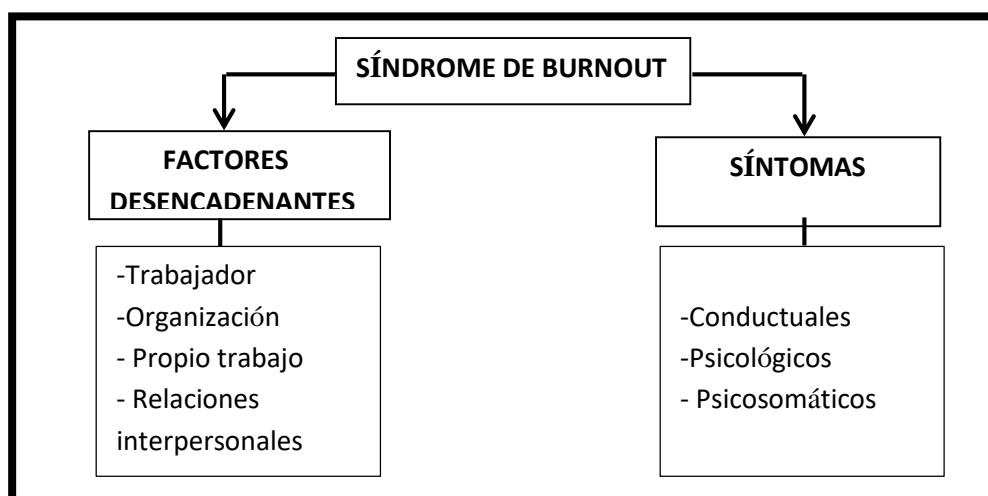 SÍNDROME DE BURNOUT
FACTORES
DESENCADENANTES
-Trabajador
-Organización
- Propio trabajo
- Relaciones
interpersonales
SÍNTOMAS
-Conductuales
-Psicológicos
- Psicosomáticos